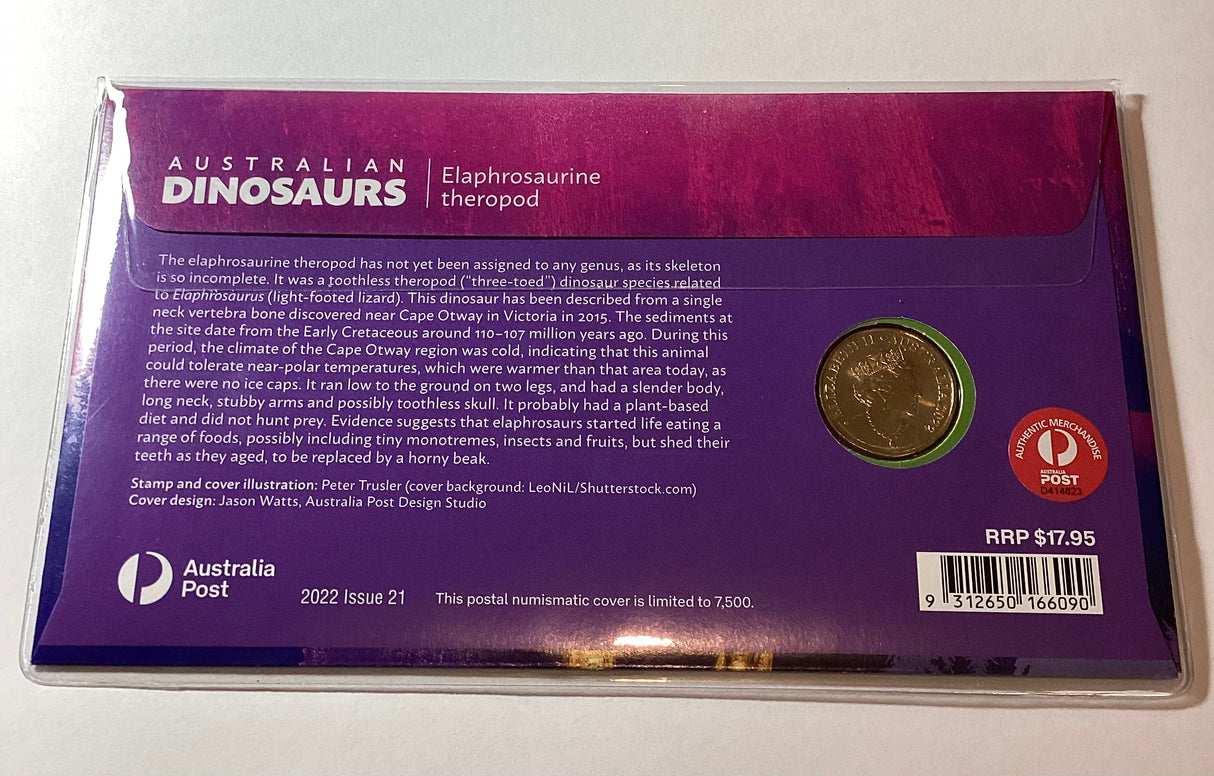 AUSTRALIAN
DINOSAURS
Elaphrosaurine
theropod
The elaphrosaurine theropod has not yet been assigned to any genus, as its skeleton
is so incomplete. It was a toothless theropod (“three-toed”) dinosaur species related
to Elaphrosaurus (light-footed lizard). This dinosaur has been described from a single
neck vertebra bone discovered near Cape Otway in Victoria in 2015. The sediments at
the site date from the Early Cretaceous around 110–107 million years ago. During this
period, the climate of the Cape Otway region was cold, indicating that this animal
could tolerate near-polar temperatures, which were warmer than that area today, as
there were no ice caps. It ran low to the ground on two legs, and had a slender body,
long neck, stubby arms and possibly toothless skull. It probably had a plant-based
diet and did not hunt prey. Evidence suggests that elaphrosaurs started life eating a
range of foods, possibly including tiny monotremes, insects and fruits, but shed their
teeth as they aged, to be replaced by a horny beak.
Stamp and cover illustration: Peter Trusler (cover background: LeoNiL/Shutterstock.com)
Cover design: Jason Watts, Australia Post Design Studio
ELIZABETH II AUSTRALIA 2022
AUTHENTIC MERCHANDISE
AUSTRALIA
POST
D414623
RRP $17.95
9 312650 166090
Australia
Post
2022 Issue 21
This postal numismatic cover is limited to 7,500.